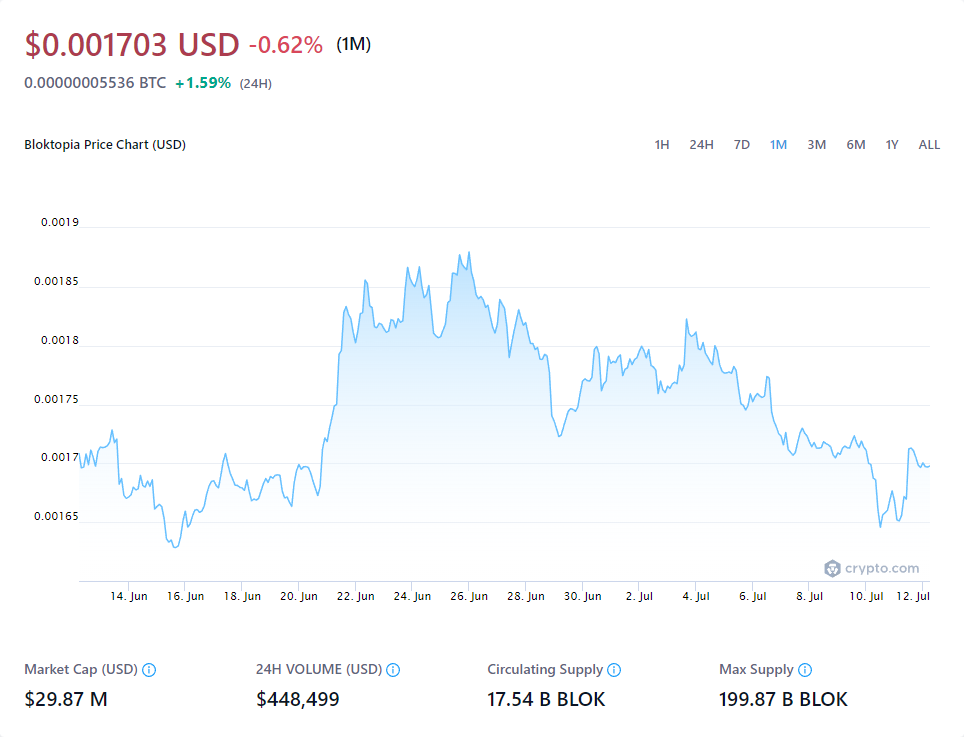 $0.001703 USD -0.62% (1M)
0.00000005536 BTC +1.59% (24H)
Bloktopia Price Chart (USD) 1H 24H 7D 1M 3M 6M 1Y ALL
0.0019
0.00185
0.0018
0.00175
0.0017
0.00165
crypto.com
14. Jun 16. Jun 18. Jun 20. Jun 22. Jun 24. Jun 26. Jun 28. Jun 30. Jun 2. Jul 4. Jul 6. Jul 8. Jul 10. Jul 12. Jul
Market Cap (USD) 24H VOLUME (USD) Circulating Supply Max Supply
$29.87 M $448,499 17.54 B BLOK 199.87 B BLOK